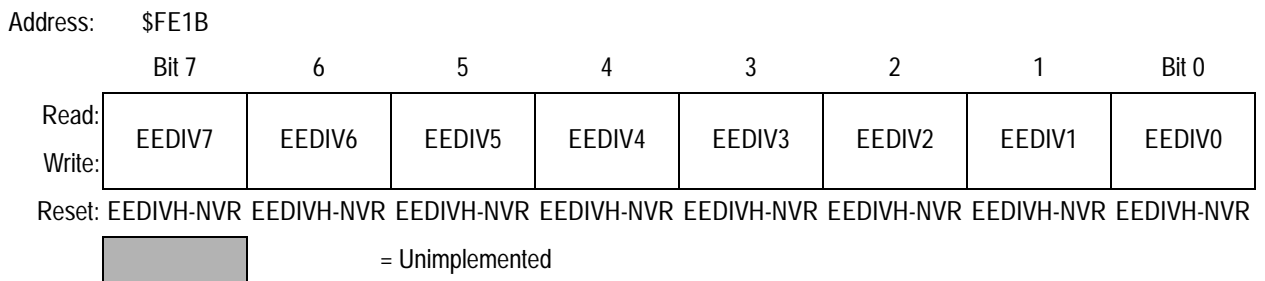 Address: $FE1B
Bit 7 6 5 4 3 2 1 Bit 0
Read:
EEDIV7 EEDIV6 EEDIV5 EEDIV4 EEDIV3 EEDIV2 EEDIV1 EEDIV0
Write:
Reset: EEDIVH-NVR EEDIVH-NVR EEDIVH-NVR EEDIVH-NVR EEDIVH-NVR EEDIVH-NVR EEDIVH-NVR EEDIVH-NVR
= Unimplemented